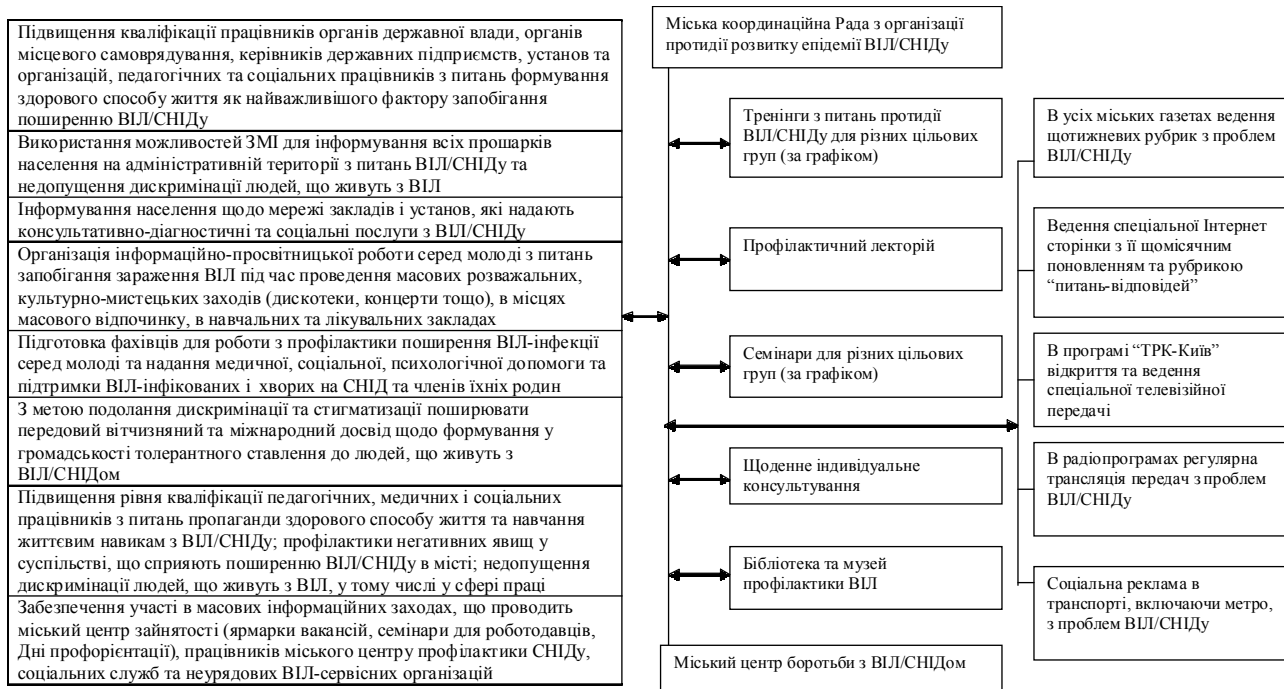 Підвищення кваліфікації працівників органів державної влади, органів
місцевого самоврядування, керівників державних підприємств, установ та
організацій, педагогічних та соціальних працівників з питань формування
здорового способу життя як найважливішого фактору запобігання
поширенню ВІЛ/СНІДу
Використання можливостей ЗМІ для інформування всіх прошарків
населення на адміністративній території з питань ВІЛ/СНІДу та
недопущення дискримінації людей, що живуть з ВІЛ
Інформування населення щодо мережі закладів і установ, які надають
консультативно-діагностичні та соціальні послуги з ВІЛ/СНІДу
Організація інформаційно-просвітницької роботи серед молоді з питань
запобігання зараження ВІЛ під час проведення масових розважальних,
культурно-мистецьких заходів (дискотеки, концерти тощо), в місцях
масового відпочинку, в навчальних та лікувальних закладах
Підготовка фахівців для роботи з профілактики поширення ВІЛ-інфекції
серед молоді та надання медичної, соціальної, психологічної допомоги та
підтримки ВІЛ-інфікованих і хворих на СНІД та членів їхніх родин
З метою подолання дискримінації та стигматизації поширювати
передовий вітчизняний та міжнародний досвід щодо формування у
громадськості толерантного ставлення до людей, що живуть з
ВІЛ/СНІДом
Підвищення рівня кваліфікації педагогічних, медичних і соціальних
працівників з питань пропаганди здорового способу життя та навчання
життєвим навикам з ВІЛ/СНІДу; профілактики негативних явищ у
суспільстві, що сприяють поширенню ВІЛ/СНІДу в місті; недопущення
дискримінації людей, що живуть з ВІЛ, у тому числі у сфері праці
Забезпечення участі в масових інформаційних заходах, що проводить
міський центр зайнятості (ярмарки вакансій, семінари для роботодавців,
Дні профорієнтації), працівників міського центру профілактики СНІДу,
соціальних служб та неурядових ВІЛ-сервісних організацій
Міська координаційна Рада з організації
протидії розвитку епідемії ВІЛ/СНІДу
Тренінги з питань протидії
ВІЛ/СНІДу для різних цільових
груп (за графіком)
Профілактичний лекторій
Семінари для різних цільових
груп (за графіком)
Щоденне індивідуальне
консультування
Бібліотека та музей
профілактики ВІЛ
Міський центр боротьби з ВІЛ/СНІДом
В усіх міських газетах ведення
щотижневих рубрик з проблем
ВІЛ/СНІДу
Ведення спеціальної Інтернет
сторінки з її щомісячним
поновленням та рубрикою
“питань-відповідей”
В програмі “ТРК-Київ”
відкриття та ведення
спеціальної телевізійної
передачі
В радіопрограмах регулярна
трансляція передач з проблем
ВІЛ/СНІДу
Соціальна реклама в
транспорті, включаючи метро,
з проблем ВІЛ/СНІДу